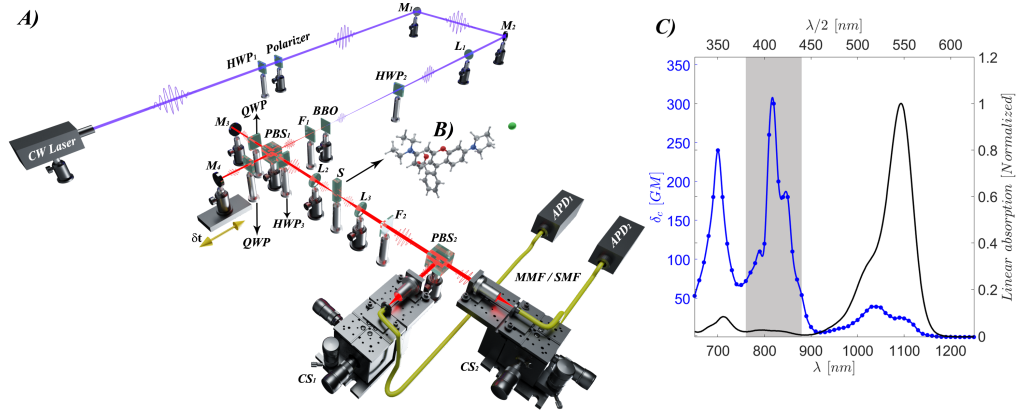 A)
M₁
M₂
Polarizer
HWP₁
L₁
HWP₂
QWP
BBO
F₁
M₃
PBS₁
CW Laser
B)
M₄
L₂
S
L₃
HWP₃
F₂
δt
QWP
PBS₂
APD₁
APD₂
MMF / SMF
CS₁
CS₂
C)
λ/2 [nm]
350 400 450 500 550 600
350 300 250 200 150 100 50
δc [GM]
1.2 1 0.8 0.6 0.4 0.2 0
Linear absorption [Normalized]
700 800 900 1000 1100 1200
λ [nm]